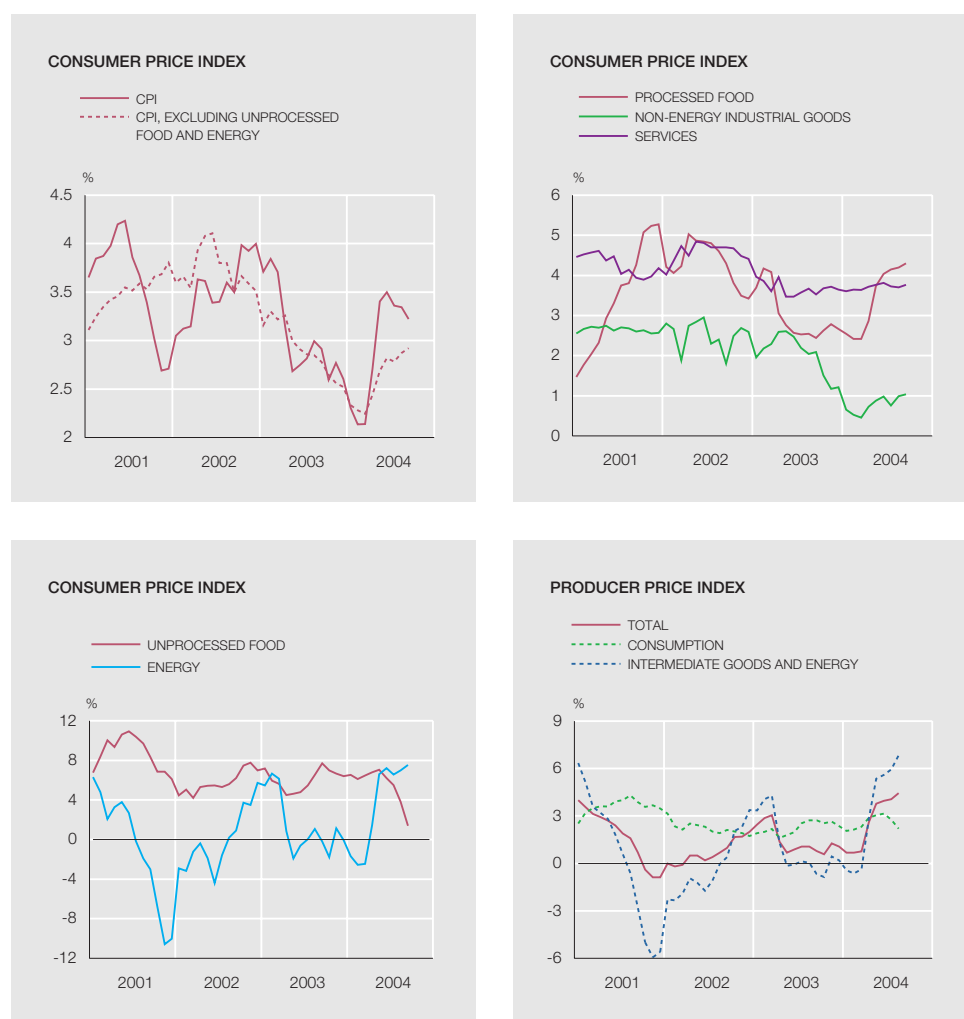 CONSUMER PRICE INDEX
CPI
CPI, EXCLUDING UNPROCESSED
FOOD AND ENERGY
%
4.5
4
3.5
3
2.5
2
2001 2002 2003 2004
CONSUMER PRICE INDEX
PROCESSED FOOD
NON-ENERGY INDUSTRIAL GOODS
SERVICES
%
6
5
4
3
2
1
0
2001 2002 2003 2004
CONSUMER PRICE INDEX
UNPROCESSED FOOD
ENERGY
%
12
8
4
0
-4
-8
-12
2001 2002 2003 2004
PRODUCER PRICE INDEX
TOTAL
CONSUMPTION
INTERMEDIATE GOODS AND ENERGY
%
9
6
3
0
-3
-6
2001 2002 2003 2004